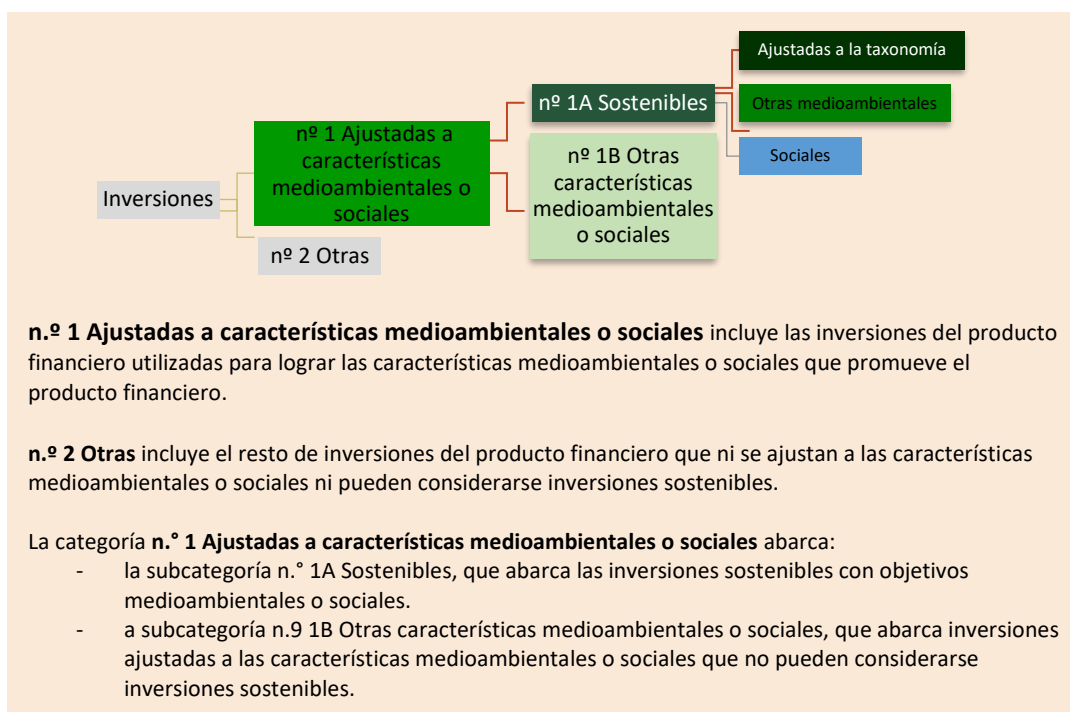 Ajustadas a la taxonomía
nº 1A Sostenibles
Otras medioambientales
nº 1 Ajustadas a
características
medioambientales o
sociales
nº 1B Otras
características
medioambientales
o sociales
Sociales
Inversiones
nº 2 Otras
n.º 1 Ajustadas a características medioambientales o sociales incluye las inversiones del producto
financiero utilizadas para lograr las características medioambientales o sociales que promueve el
producto financiero.
n.º 2 Otras incluye el resto de inversiones del producto financiero que ni se ajustan a las características
medioambientales o sociales ni pueden considerarse inversiones sostenibles.
La categoría n.° 1 Ajustadas a características medioambientales o sociales abarca:
- la subcategoría n.° 1A Sostenibles, que abarca las inversiones sostenibles con objetivos
medioambientales o sociales.
- a subcategoría n.9 1B Otras características medioambientales o sociales, que abarca inversiones
ajustadas a las características medioambientales o sociales que no pueden considerarse
inversiones sostenibles.